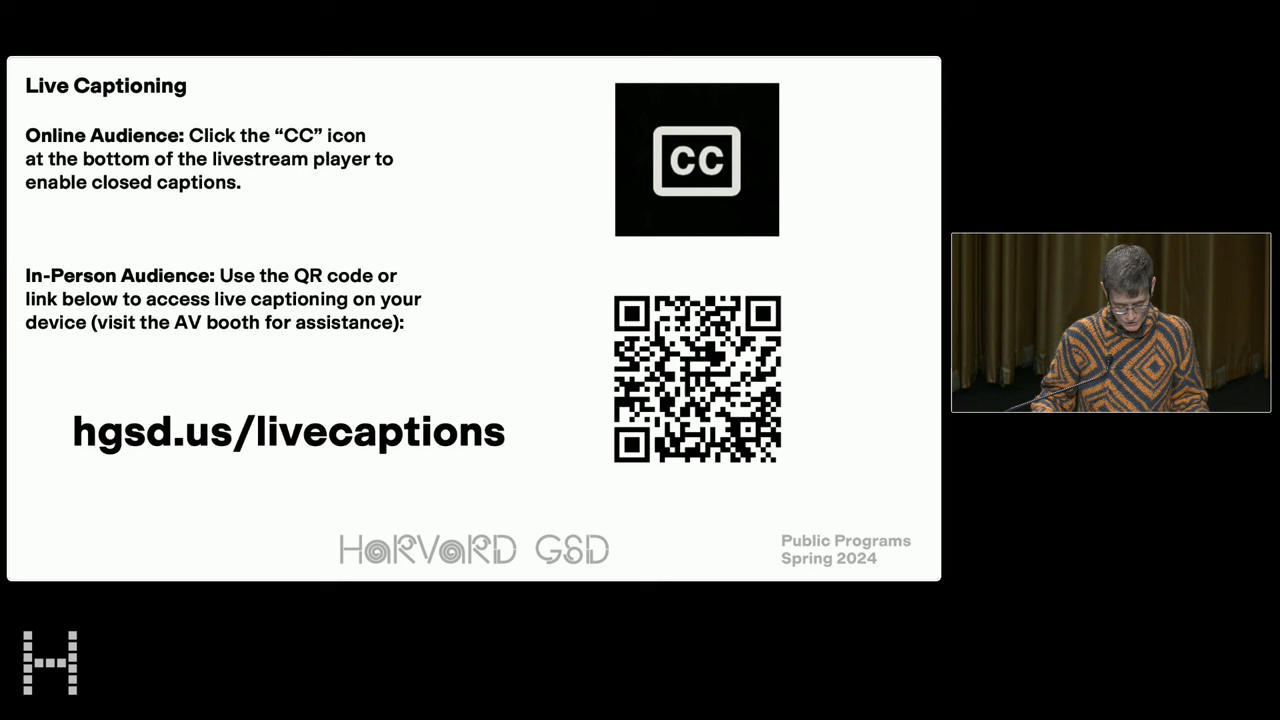 Live Captioning
Online Audience: Click the “CC” icon
at the bottom of the livestream player to
enable closed captions.
CC
In-Person Audience: Use the QR code or
link below to access live captioning on your
device (visit the AV booth for assistance):
hgsd.us/livecaptions
HARVARD GSD
Public Programs
Spring 2024
H